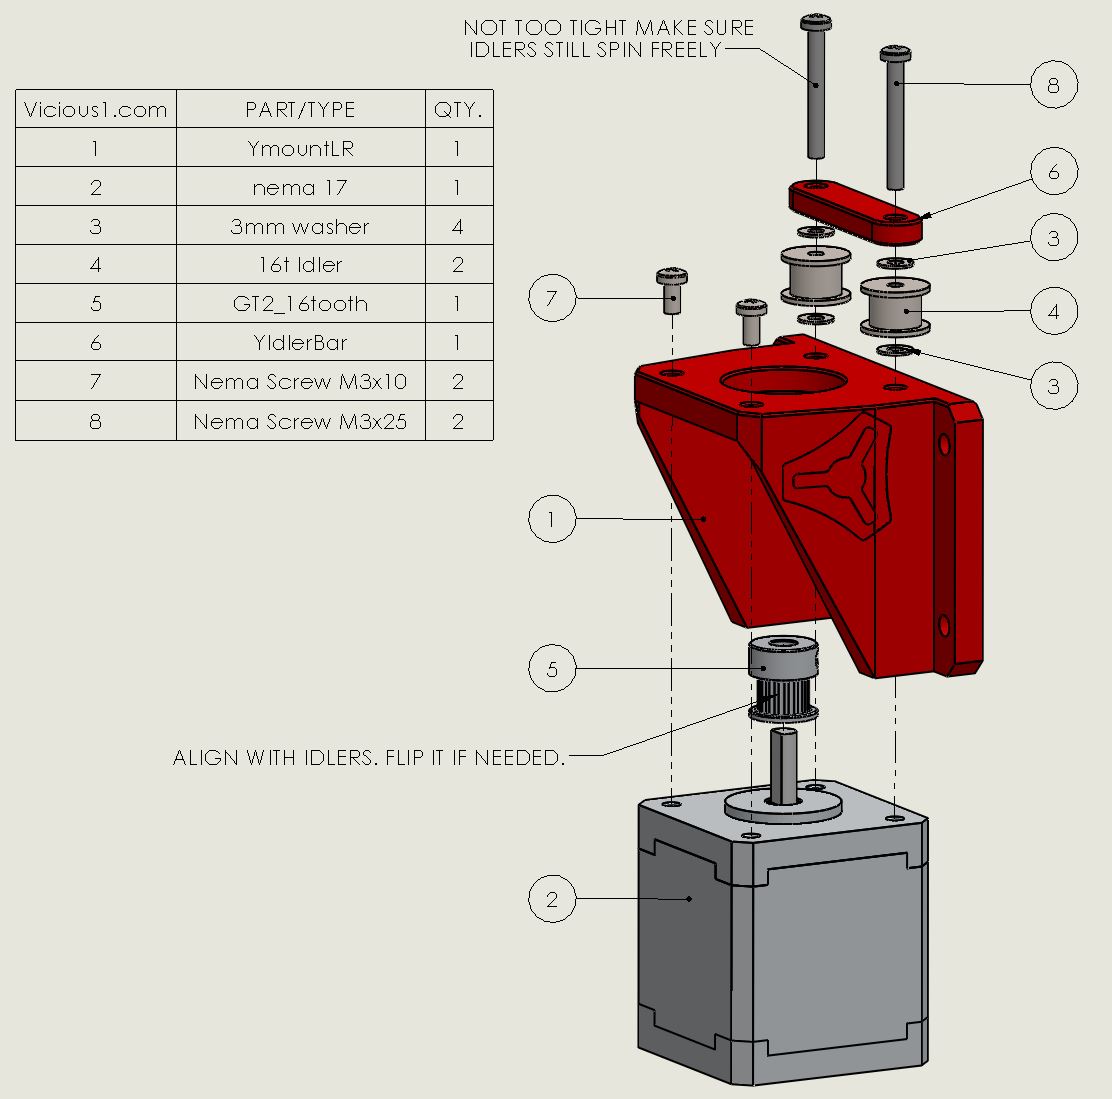 NOT TOO TIGHT MAKE SURE
IDLERS STILL SPIN FREELY
Vicious1.com PART/TYPE QTY.
1 YmountLR 1
2 nema 17 1
3 3mm washer 4
4 16t Idler 2
5 GT2_16tooth 1
6 YIdlerBar 1
7 Nema Screw M3x10 2
8 Nema Screw M3x25 2
8
6
3
7
4
3
1
5
ALIGN WITH IDLERS. FLIP IT IF NEEDED.
2